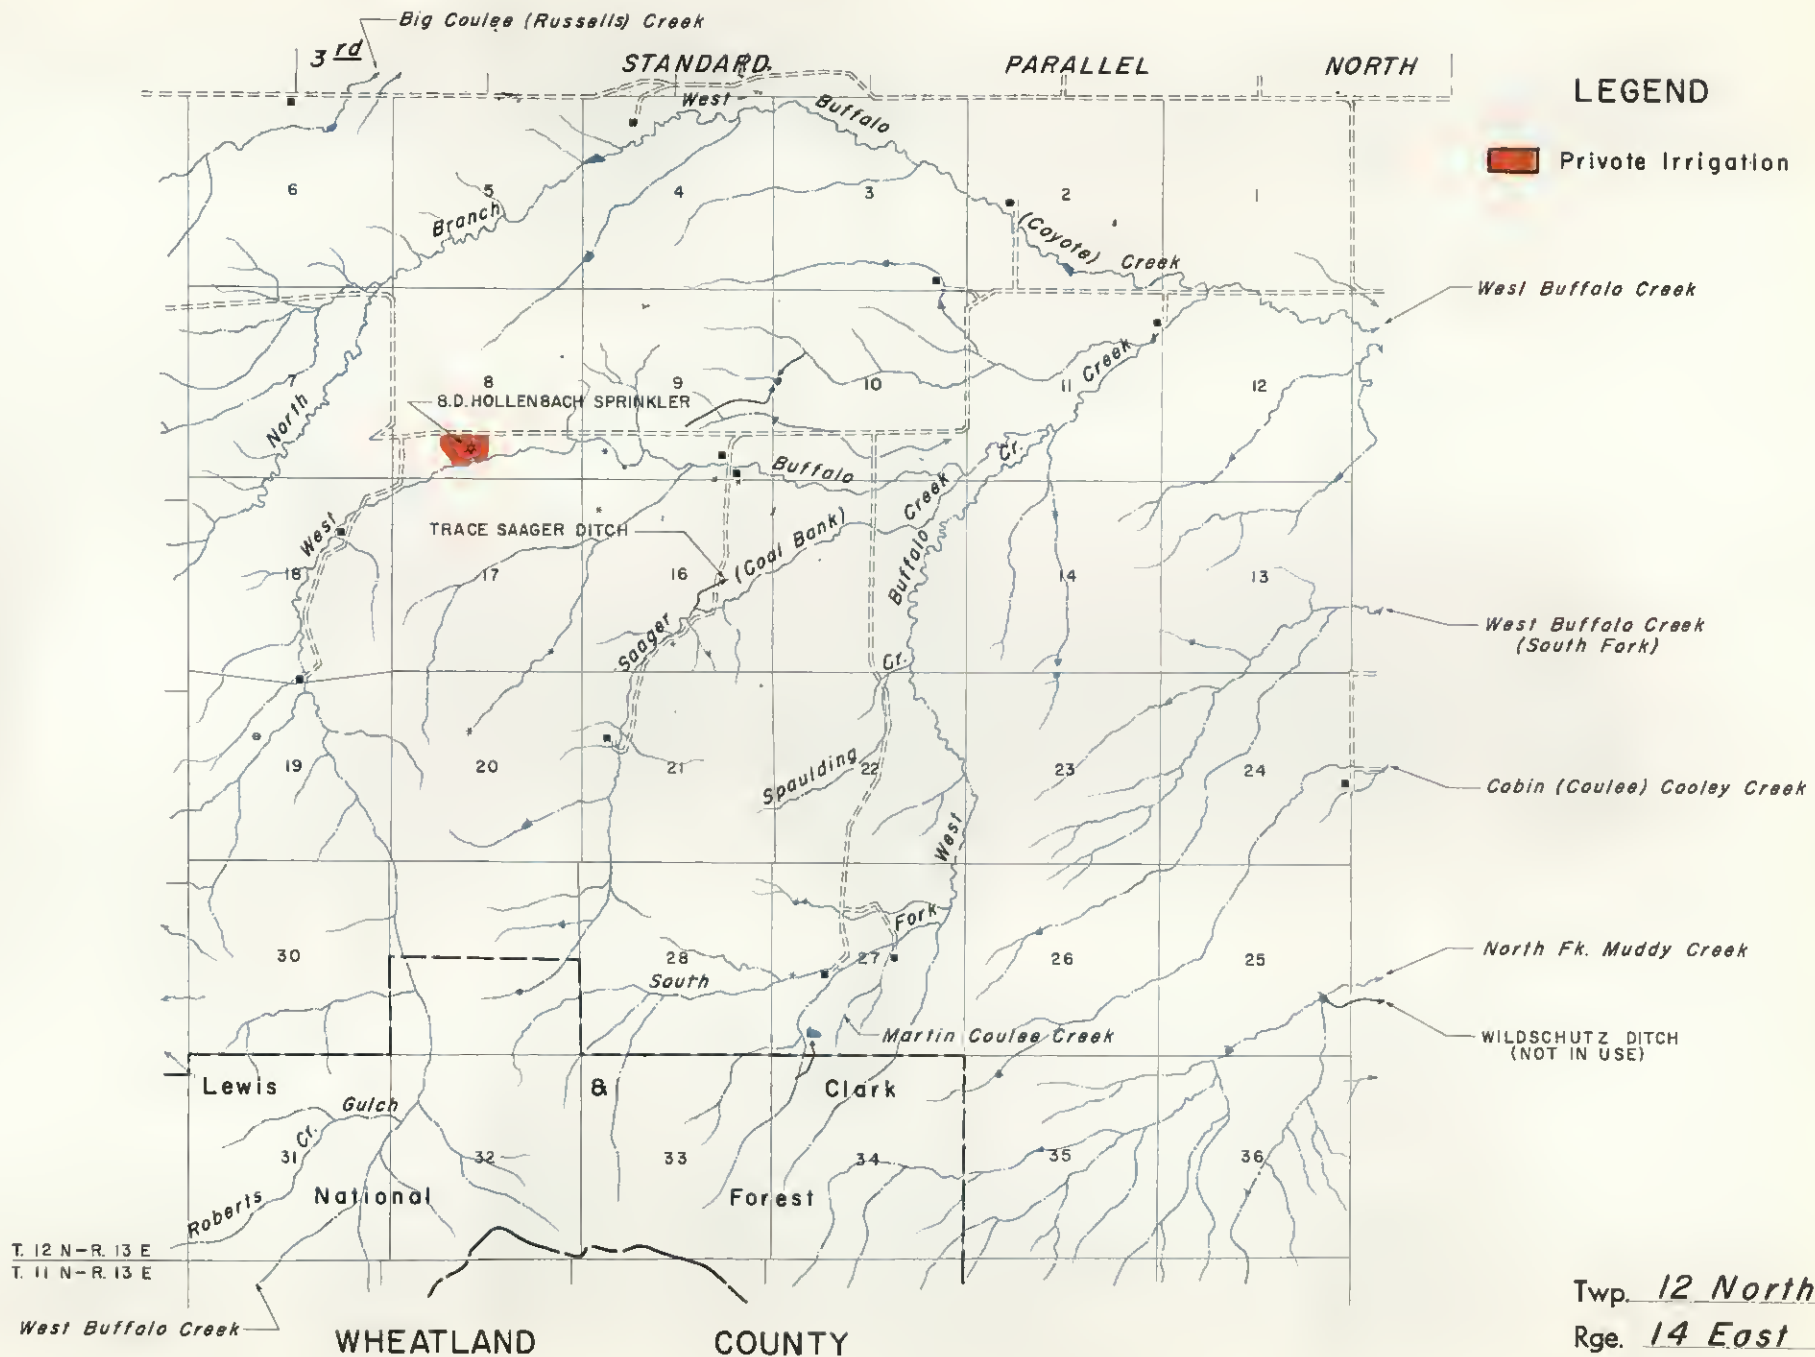 Big Coulee (Russells) Creek
3rd STANDARD PARALLEL NORTH
LEGEND
Private Irrigation
West Buffalo
6 5 4 3 2 1
Branch
(Coyote) Creek
West Buffalo Creek
7 8 9 10 11 12
North
Creek
B.D. HOLLENBACH SPRINKLER
Buffalo
Cr.
Creek
West
TRACE SAAGER DITCH
(Coal Bank)
Buffalo
18 17 16 14 13
Saager
Cr.
West Buffalo Creek
(South Fork)
19 20 21 22 23 24
Spaulding
Cabin (Coulee) Cooley Creek
West
Fork
30 28 27 26 25
South
North Fk. Muddy Creek
Martin Coulee Creek
WILDSCHUTZ DITCH
(NOT IN USE)
Lewis & Clark
Gulch
Cr.
31 32 33 34 35 36
Roberts
National Forest
T. 12 N-R. 13 E
T. 11 N-R. 13 E
West Buffalo Creek
WHEATLAND COUNTY
Twp. 12 North
Rge. 14 East